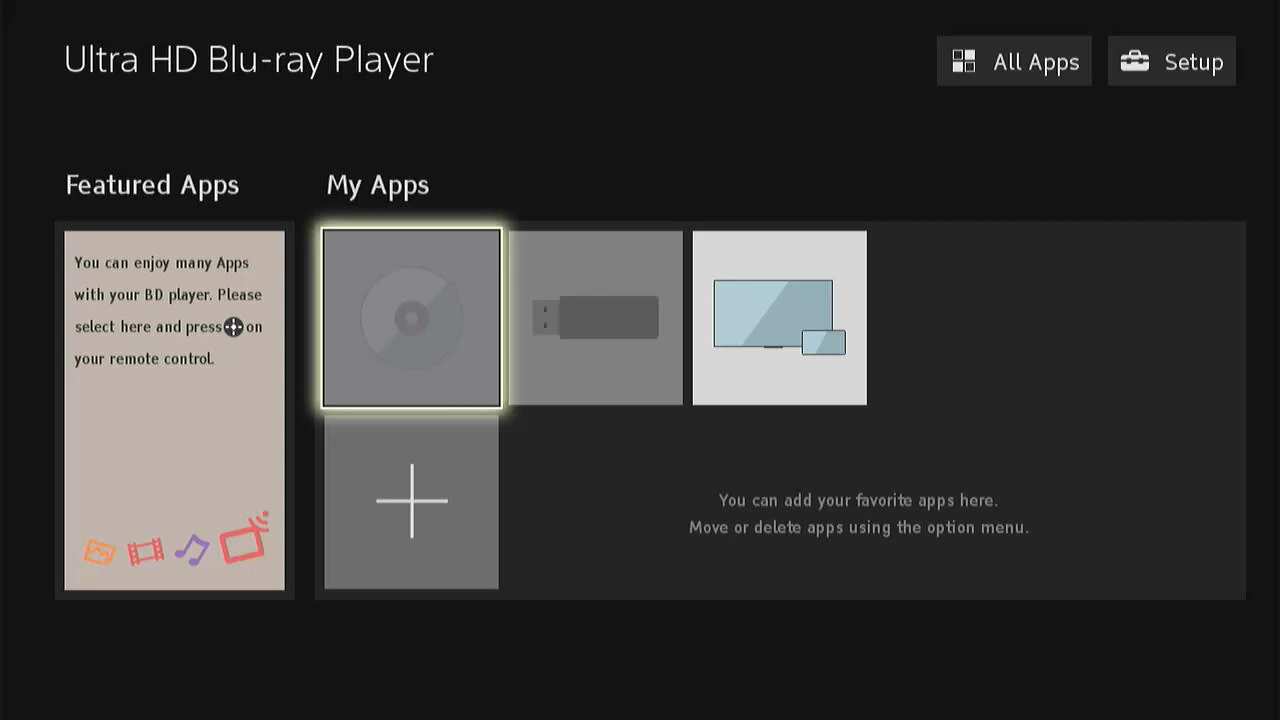 Ultra HD Blu-ray Player
All Apps
Setup
Featured Apps
My Apps
You can enjoy many Apps
with your BD player. Please
select here and press on
your remote control.
You can add your favorite apps here.
Move or delete apps using the option menu.